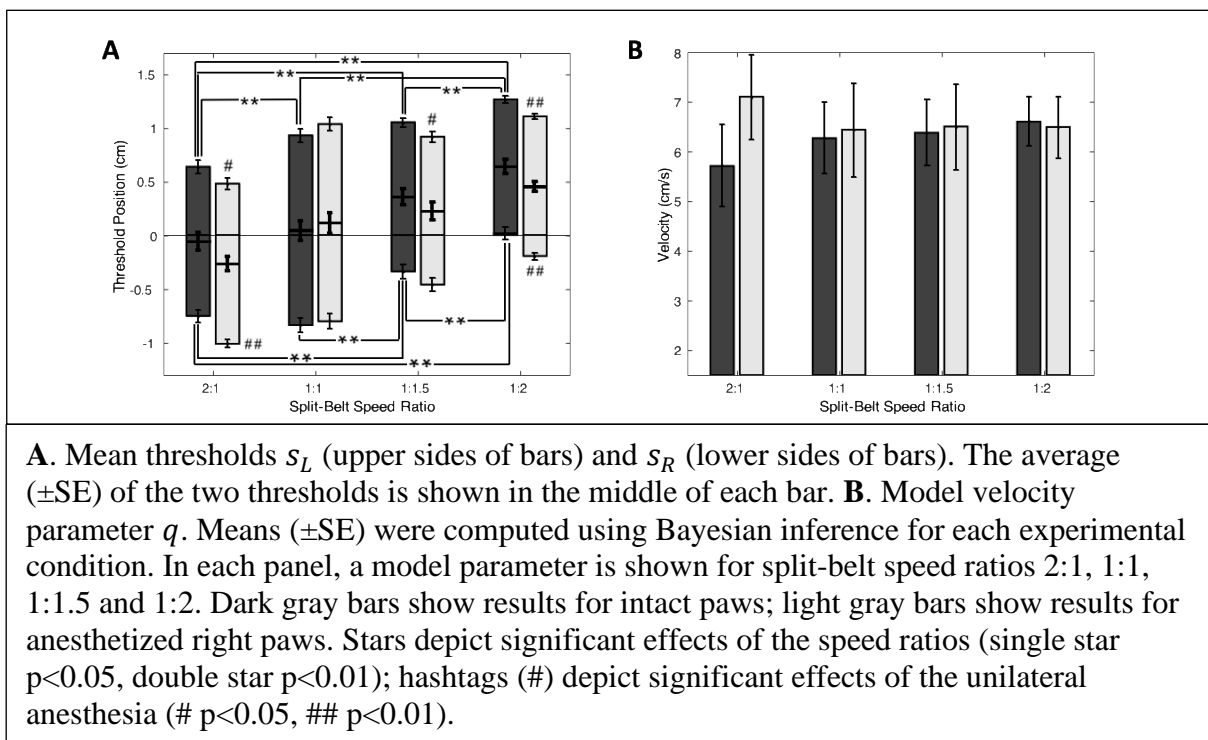 A
B
1.5
1
0.5
0
-0.5
-1
Threshold Position (cm)
**
**
**
**
**
**
**
**
**
#
##
#
##
##
2:1
1:1
1:1.5
1:2
Split-Belt Speed Ratio
8
7
6
5
4
3
2
Velocity (cm/s)
2:1
1:1
1:1.5
1:2
Split-Belt Speed Ratio
A. Mean thresholds s_L (upper sides of bars) and s_R (lower sides of bars). The average
(±SE) of the two thresholds is shown in the middle of each bar. B. Model velocity
parameter q. Means (±SE) were computed using Bayesian inference for each experimental
condition. In each panel, a model parameter is shown for split-belt speed ratios 2:1, 1:1,
1:1.5 and 1:2. Dark gray bars show results for intact paws; light gray bars show results for
anesthetized right paws. Stars depict significant effects of the speed ratios (single star
p<0.05, double star p<0.01); hashtags (#) depict significant effects of the unilateral
anesthesia (# p<0.05, ## p<0.01).